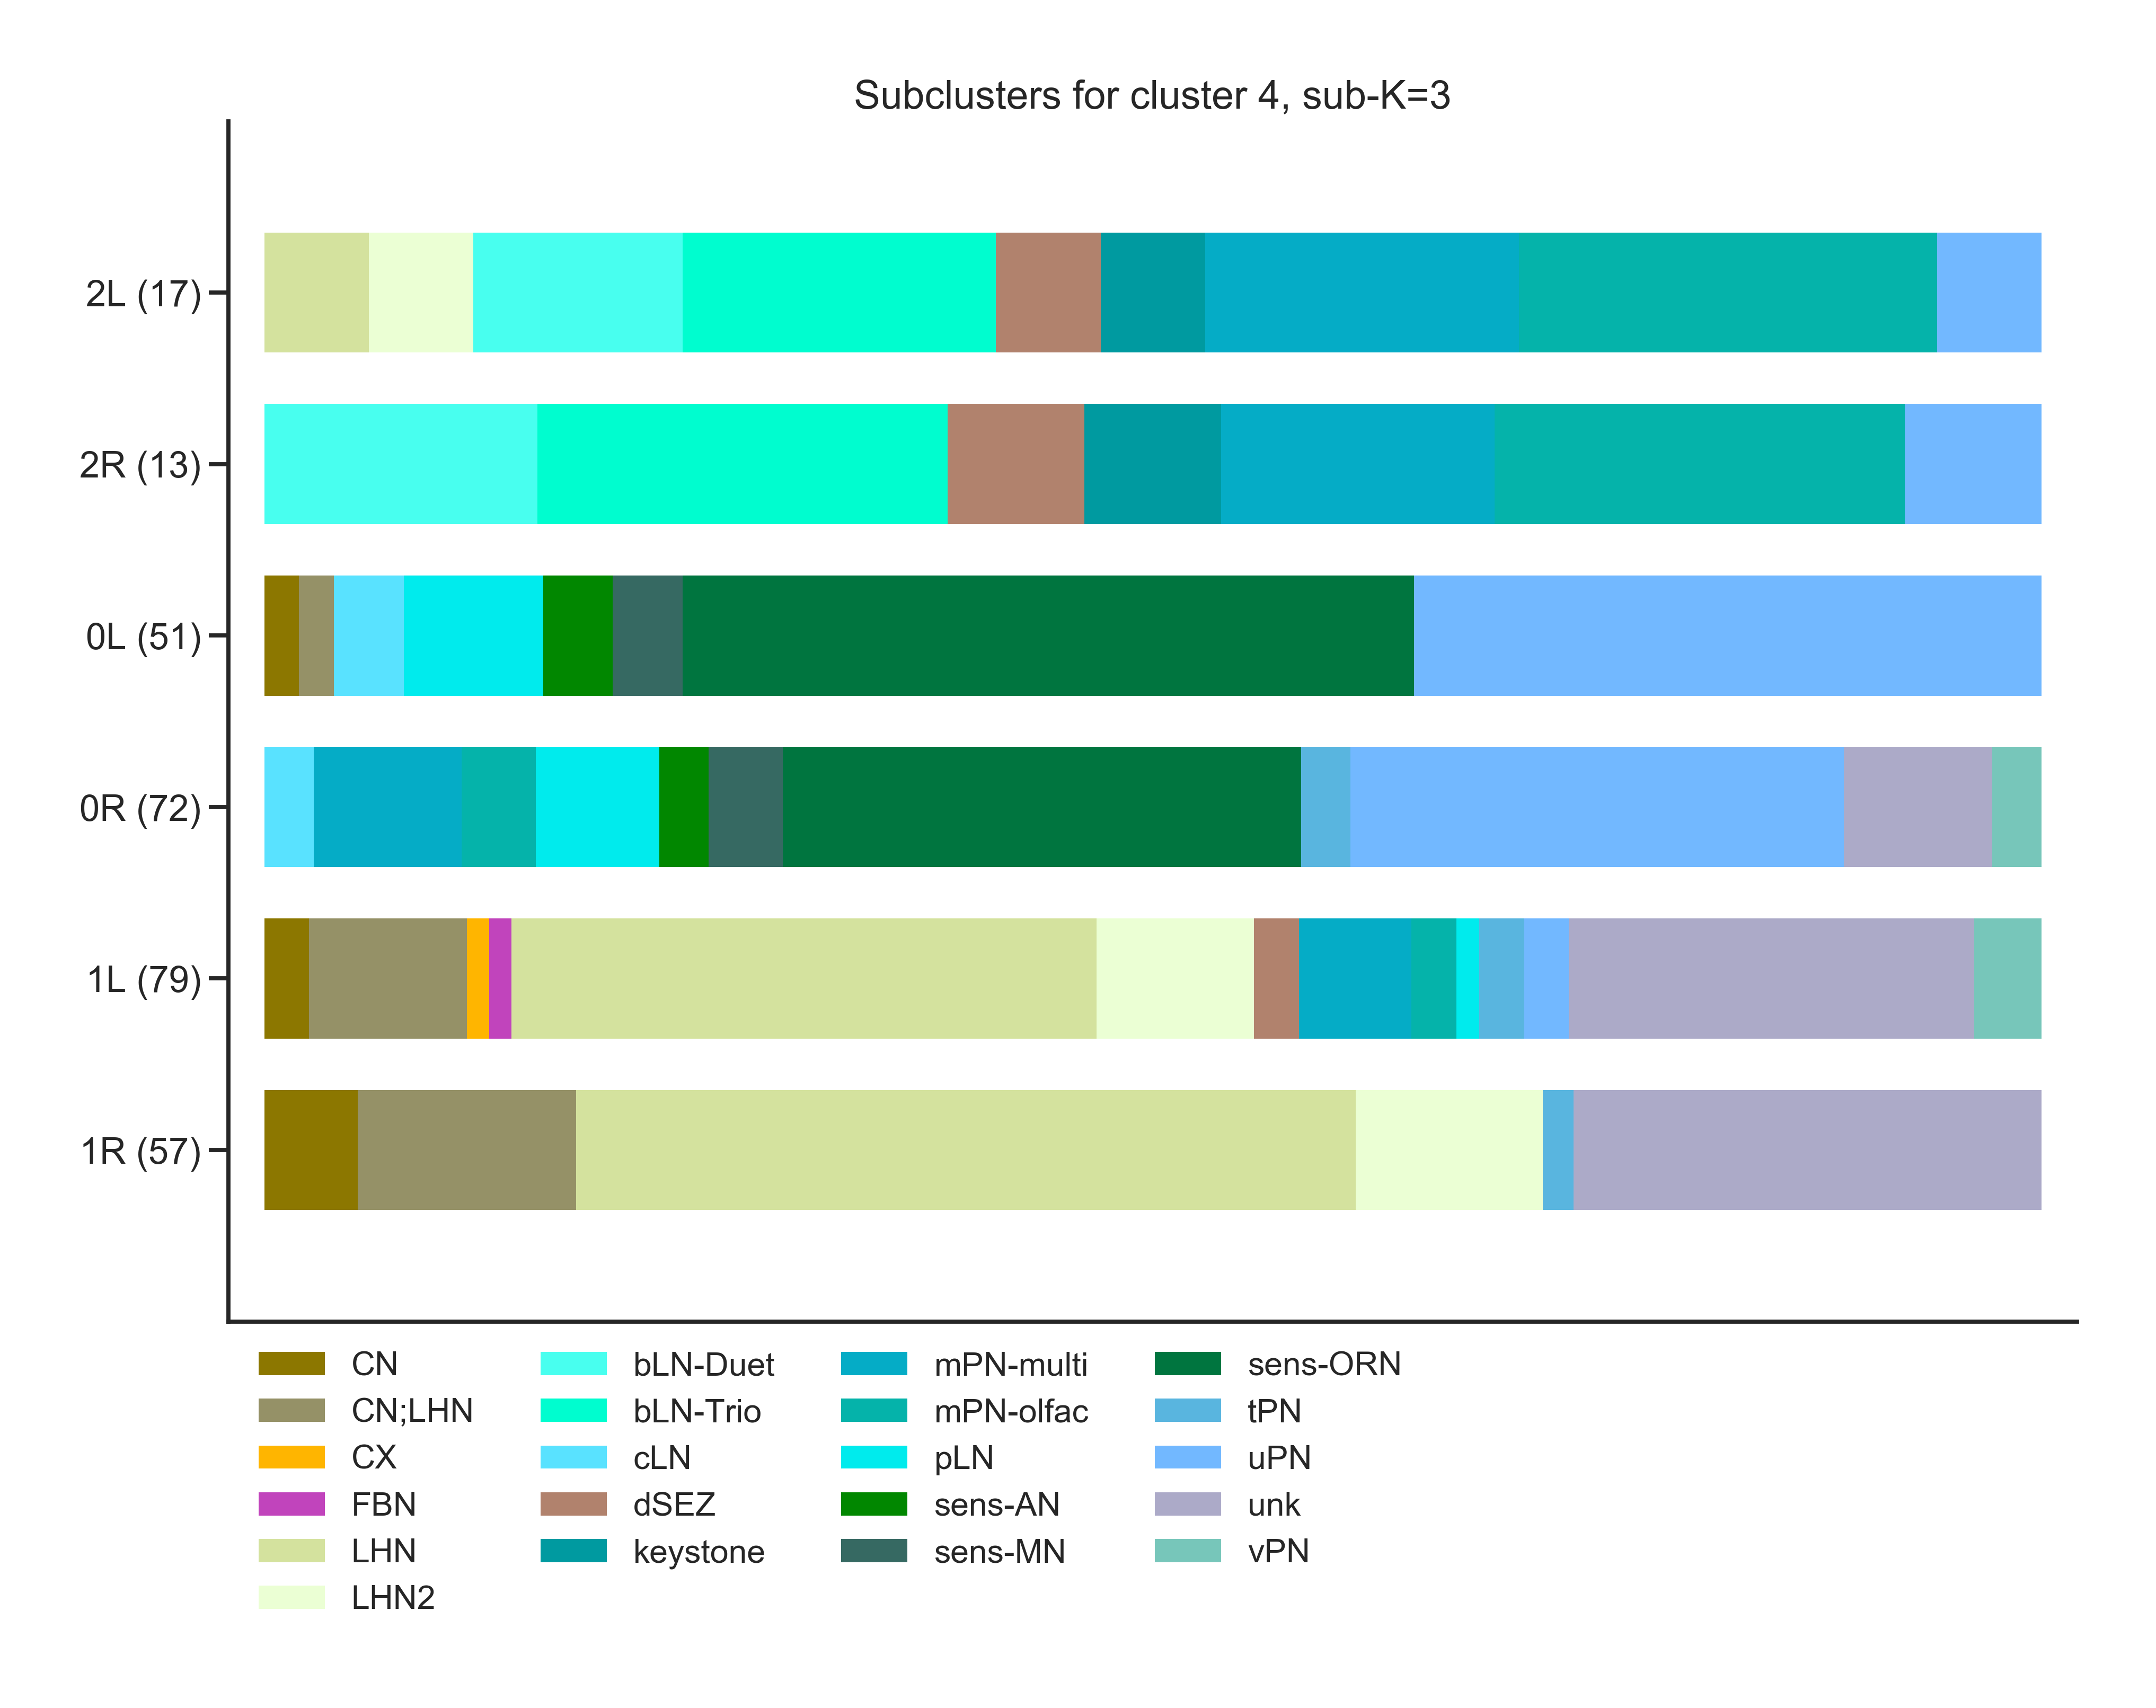 Subclusters for cluster 4, sub-K=3
2L (17)
2R (13)
0L (51)
0R (72)
1L (79)
1R (57)
CN
CN;LHN
CX
FBN
LHN
LHN2
bLN-Duet
bLN-Trio
cLN
dSEZ
keystone
mPN-multi
mPN-olfac
pLN
sens-AN
sens-MN
sens-ORN
tPN
uPN
unk
vPN